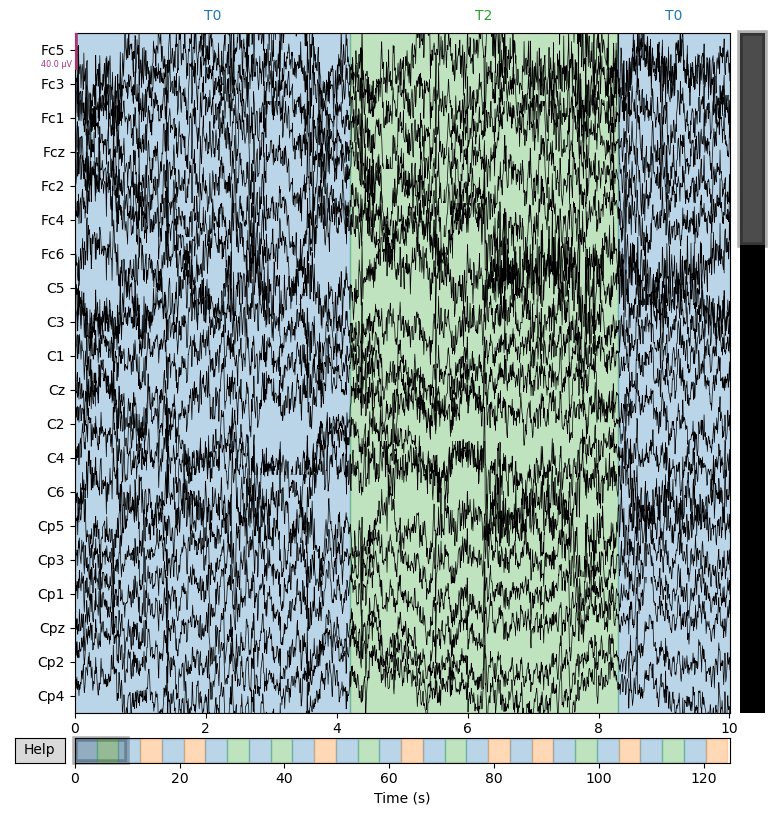 T0 T2 T0
Fc5
40.0 µV
Fc3
Fc1
Fcz
Fc2
Fc4
Fc6
C5
C3
C1
Cz
C2
C4
C6
Cp5
Cp3
Cp1
Cpz
Cp2
Cp4
0 2 4 6 8 10
Help
0 20 40 60 80 100 120
Time (s)